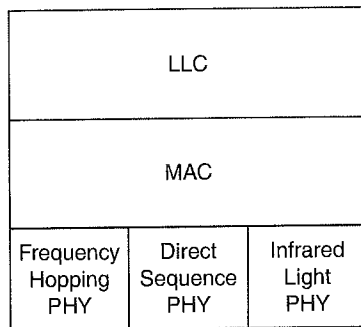 LLC
MAC
Frequency
Hopping
PHY
Direct
Sequence
PHY
Infrared
Light
PHY